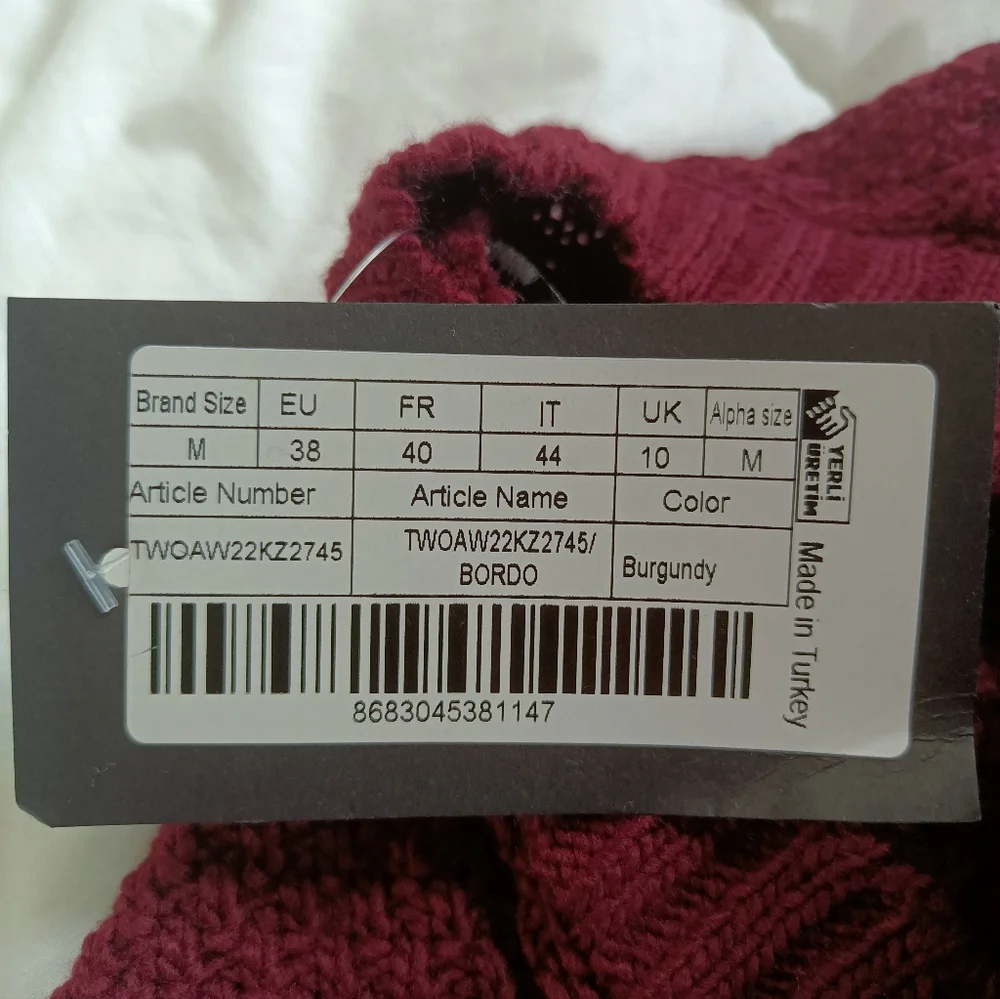 Brand Size EU FR IT UK Alpha size
M 38 40 44 10 M
Article Number Article Name Color
TWOAW22KZ2745 TWOAW22KZ2745/
BORDO Burgundy
8683045381147
YERLİ
ÜRETİM
Made in Turkey